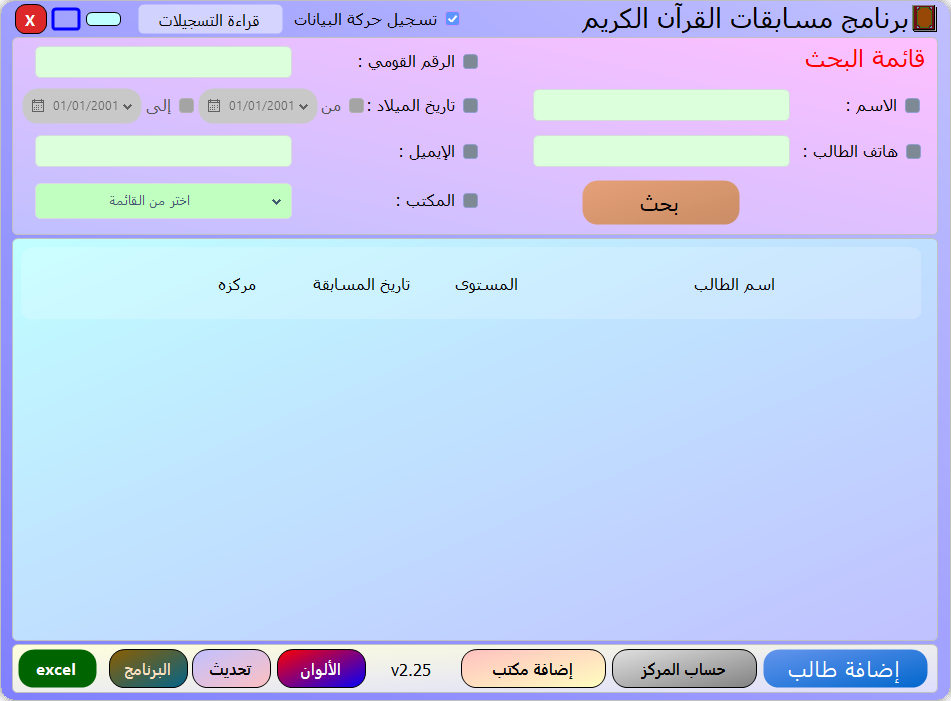 برنامج مسابقات القرآن الكريم
تسجيل حركة البيانات
قراءة التسجيلات
X
قائمة البحث
الرقم القومي :
الاسم :
تاريخ الميلاد :
من
01/01/2001
إلى
01/01/2001
هاتف الطالب :
الإيميل :
بحث
المكتب :
اختر من القائمة
اسم الطالب
المستوى
تاريخ المسابقة
مركزه
إضافة طالب
حساب المركز
إضافة مكتب
v2.25
الألوان
تحديث
البرنامج
excel